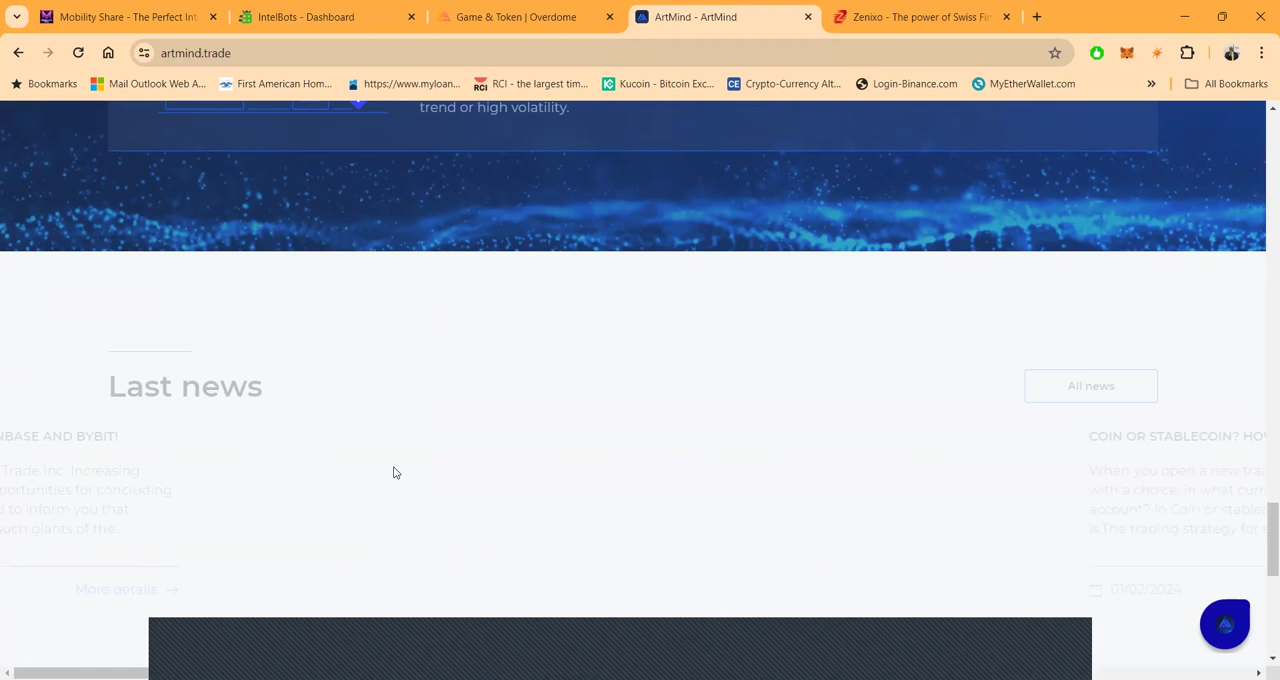 Mobility Share - The Perfect Int
IntelBots - Dashboard
Game & Token | Overdome
ArtMind - ArtMind
Zenixo - The power of Swiss Fin
artmind.trade
Bookmarks
Mail Outlook Web A...
First American Hom...
https://www.myloan...
RCI - the largest tim...
Kucoin - Bitcoin Exc...
Crypto-Currency Alt...
Login-Binance.com
MyEtherWallet.com
All Bookmarks
trend or high volatility.
Last news
All news
NBASE AND BYBIT!
Trade Inc. Increasing
portunities for concluding
d to inform you that
such giants of the...
More details →
COIN OR STABLECOIN? HO
When you open a new tra
with a choice: in what curr
account? In Coin or stable
is.The trading strategy for s
01/02/2024